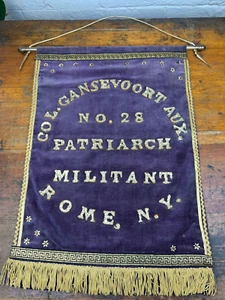 COL. GANSEVOORT AUX.
NO. 28
PATRIARCH
MILITANT
ROME, N.Y.